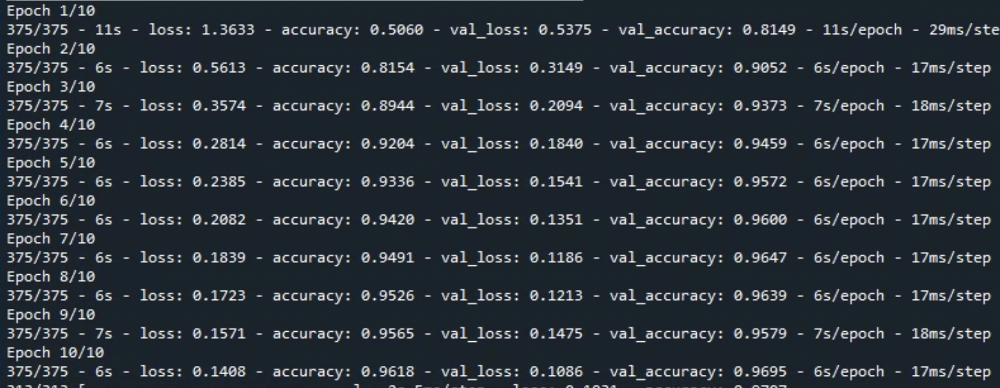 Epoch 1/10
375/375 - 11s - loss: 1.3633 - accuracy: 0.5060 - val_loss: 0.5375 - val_accuracy: 0.8149 - 11s/epoch - 29ms/ste
Epoch 2/10
375/375 - 6s - loss: 0.5613 - accuracy: 0.8154 - val_loss: 0.3149 - val_accuracy: 0.9052 - 6s/epoch - 17ms/step
Epoch 3/10
375/375 - 7s - loss: 0.3574 - accuracy: 0.8944 - val_loss: 0.2094 - val_accuracy: 0.9373 - 7s/epoch - 18ms/step
Epoch 4/10
375/375 - 6s - loss: 0.2814 - accuracy: 0.9204 - val_loss: 0.1840 - val_accuracy: 0.9459 - 6s/epoch - 17ms/step
Epoch 5/10
375/375 - 6s - loss: 0.2385 - accuracy: 0.9336 - val_loss: 0.1541 - val_accuracy: 0.9572 - 6s/epoch - 17ms/step
Epoch 6/10
375/375 - 6s - loss: 0.2082 - accuracy: 0.9420 - val_loss: 0.1351 - val_accuracy: 0.9600 - 6s/epoch - 17ms/step
Epoch 7/10
375/375 - 6s - loss: 0.1839 - accuracy: 0.9491 - val_loss: 0.1186 - val_accuracy: 0.9647 - 6s/epoch - 17ms/step
Epoch 8/10
375/375 - 6s - loss: 0.1723 - accuracy: 0.9526 - val_loss: 0.1213 - val_accuracy: 0.9639 - 6s/epoch - 17ms/step
Epoch 9/10
375/375 - 7s - loss: 0.1571 - accuracy: 0.9565 - val_loss: 0.1475 - val_accuracy: 0.9579 - 7s/epoch - 18ms/step
Epoch 10/10
375/375 - 6s - loss: 0.1408 - accuracy: 0.9618 - val_loss: 0.1086 - val_accuracy: 0.9695 - 6s/epoch - 17ms/step